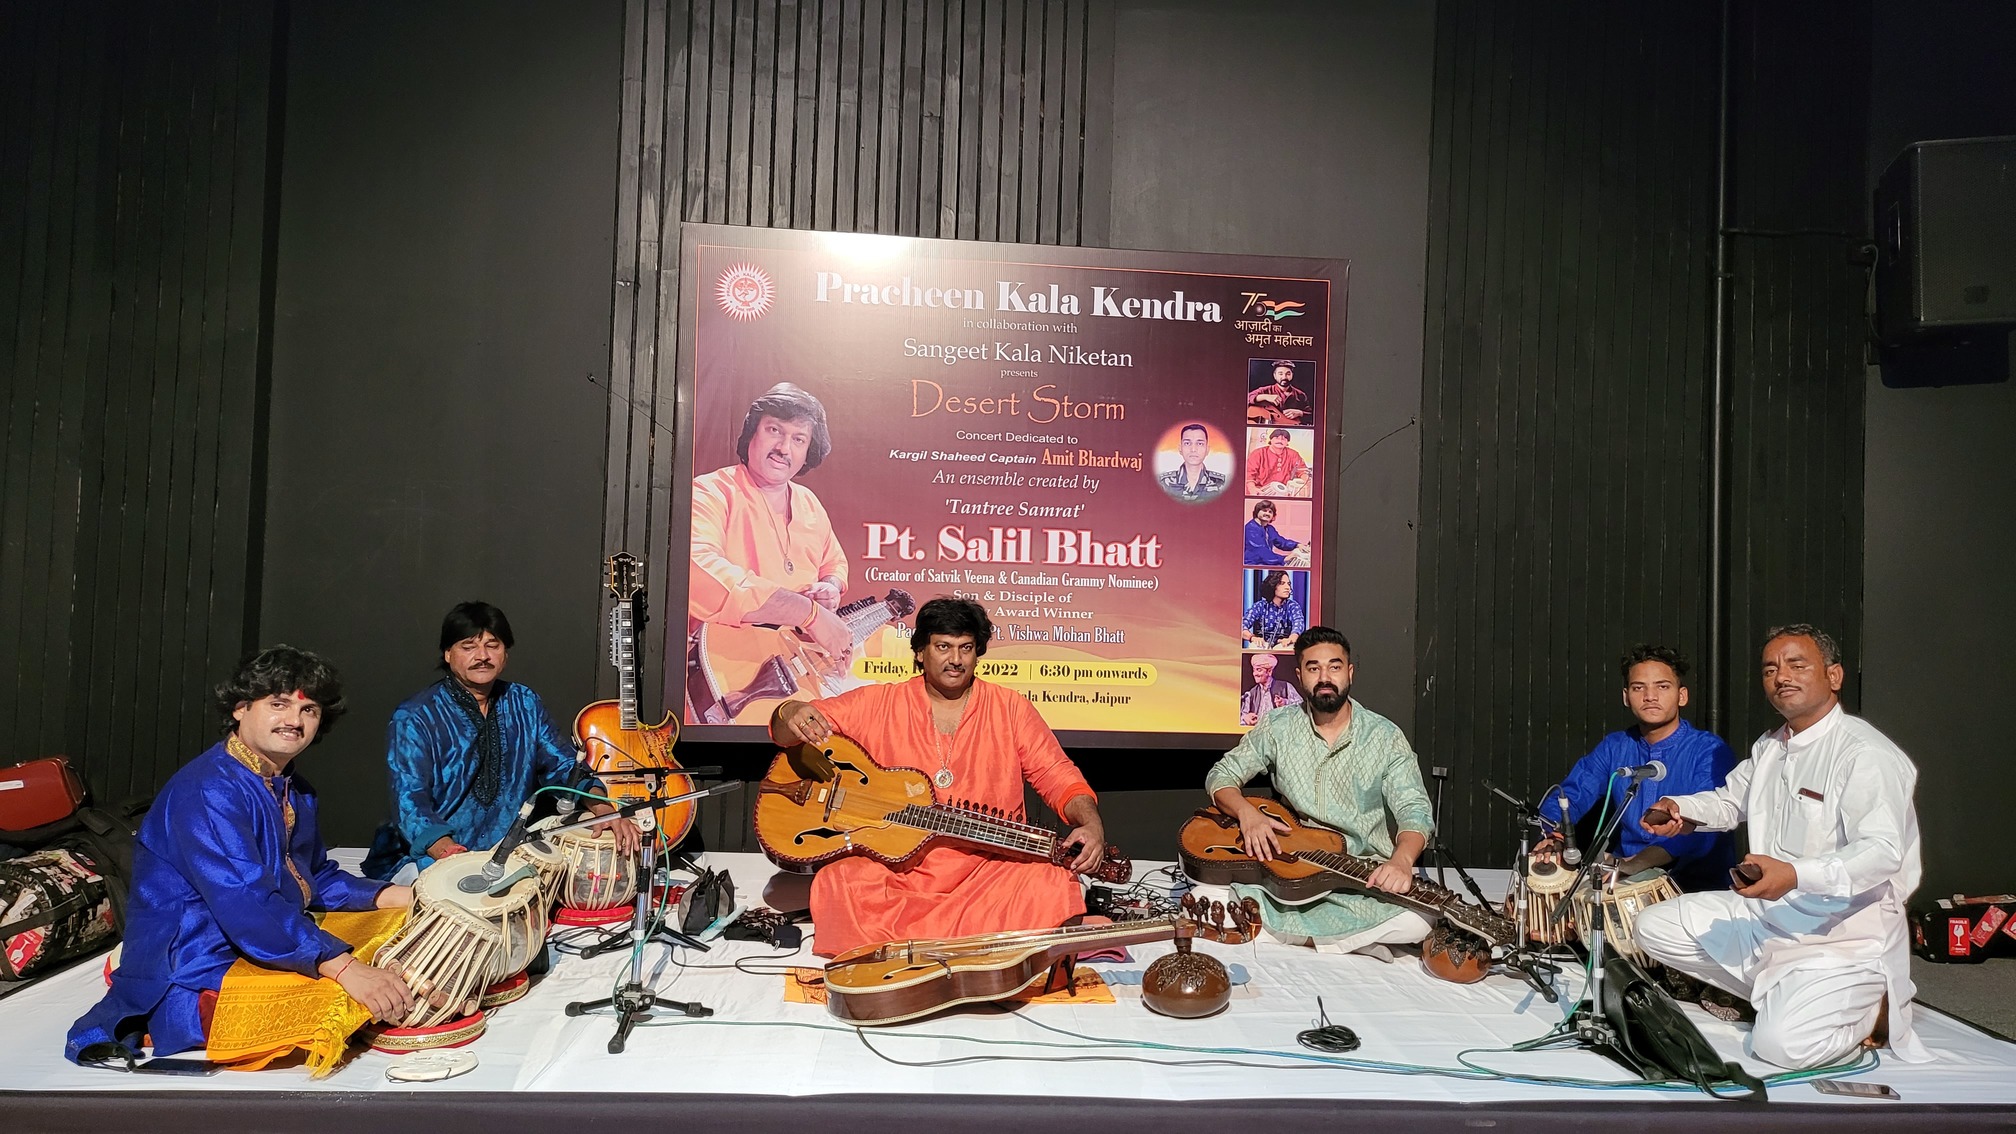 Pracheen Kala Kendra
in collaboration with
Sangeet Kala Niketan
presents
Desert Storm
Concert Dedicated to
Kargil Shaheed Captain Amit Bhardwaj
An ensemble created by
'Tantree Samrat'
Pt. Salil Bhatt
(Creator of Satvik Veena & Canadian Grammy Nominee)
Son & Disciple of
Award Winner
Pt. Vishwa Mohan Bhatt
Friday, 2022 | 6:30 pm onwards
Kendra, Jaipur
75
आज़ादी का
अमृत महोत्सव
FRAGILE